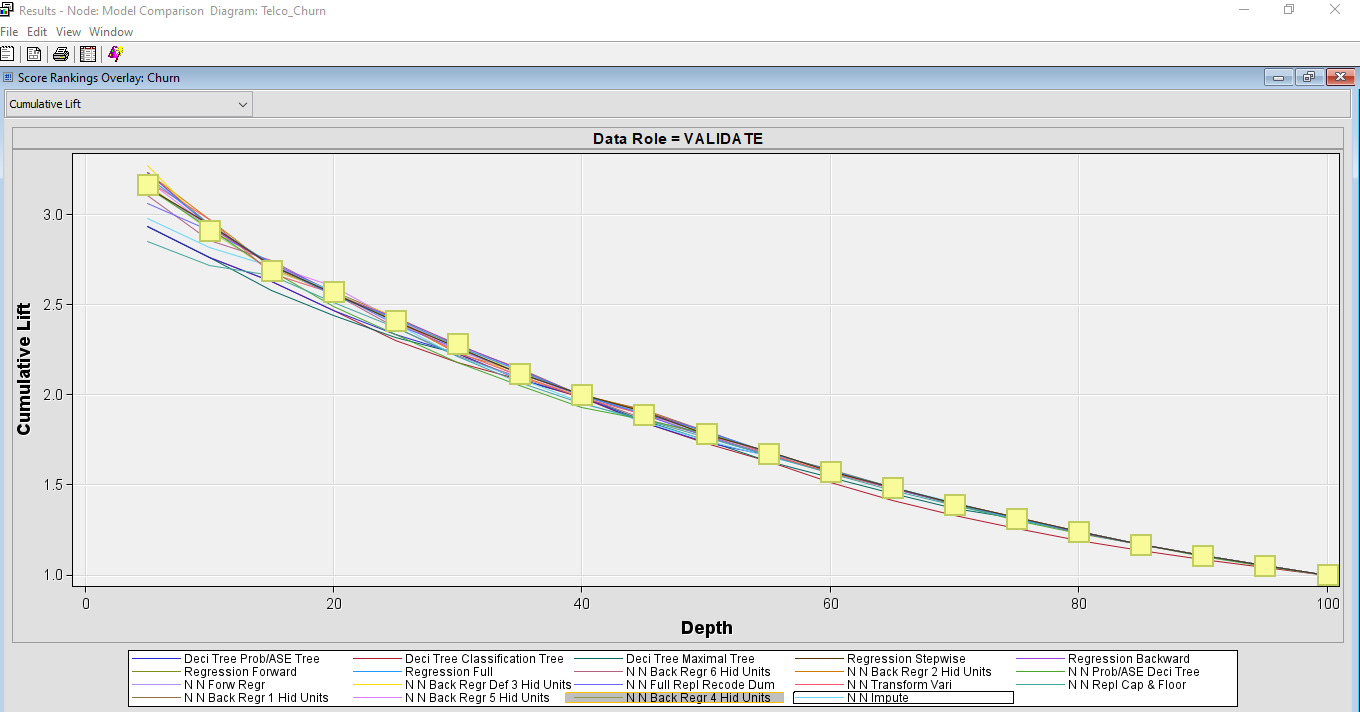 Results - Node: Model Comparison Diagram: Telco_Churn
File Edit View Window
Score Rankings Overlay: Churn
Cumulative Lift
Data Role = VALIDATE
3.0
2.5
2.0
1.5
1.0
Cumulative Lift
0 20 40 60 80 100
Depth
Deci Tree Prob/ASE Tree Deci Tree Classification Tree Deci Tree Maximal Tree Regression Stepwise Regression Backward
Regression Forward Regression Full N N Back Regr 6 Hid Units N N Back Regr 2 Hid Units N N Prob/ASE Deci Tree
N N Forw Regr N N Back Regr Def 3 Hid Units N N Full Repl Recode Dum N N Transform Vari N N Repl Cap & Floor
N N Back Regr 1 Hid Units N N Back Regr 5 Hid Units N N Back Regr 4 Hid Units N N Impute